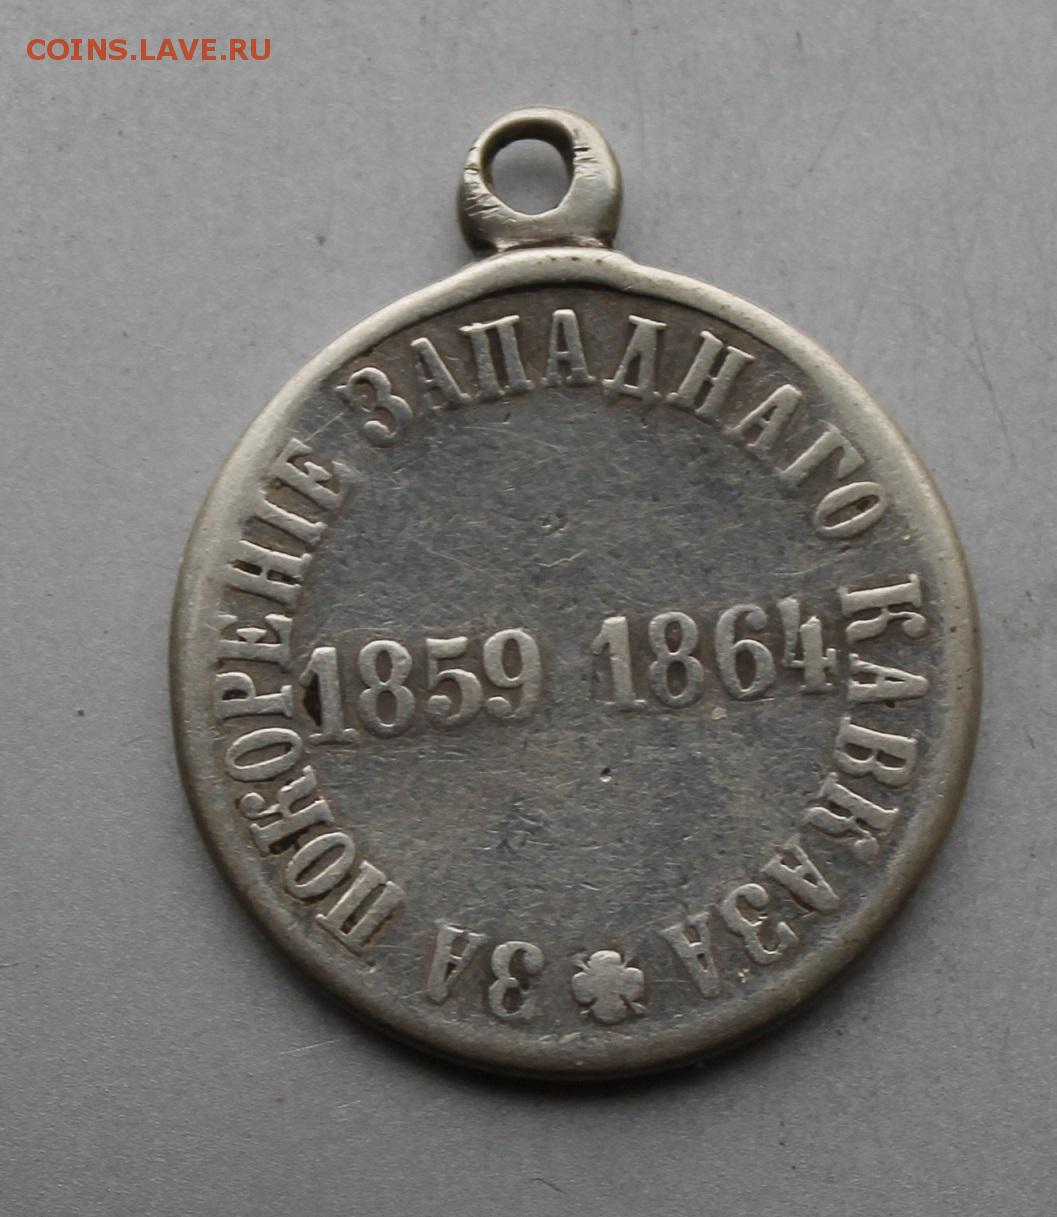 COINS.LAVE.RU
ЗА ПОКОРЕНІЕ ЗАПАДНАГО КАВКАЗА
1859 1864